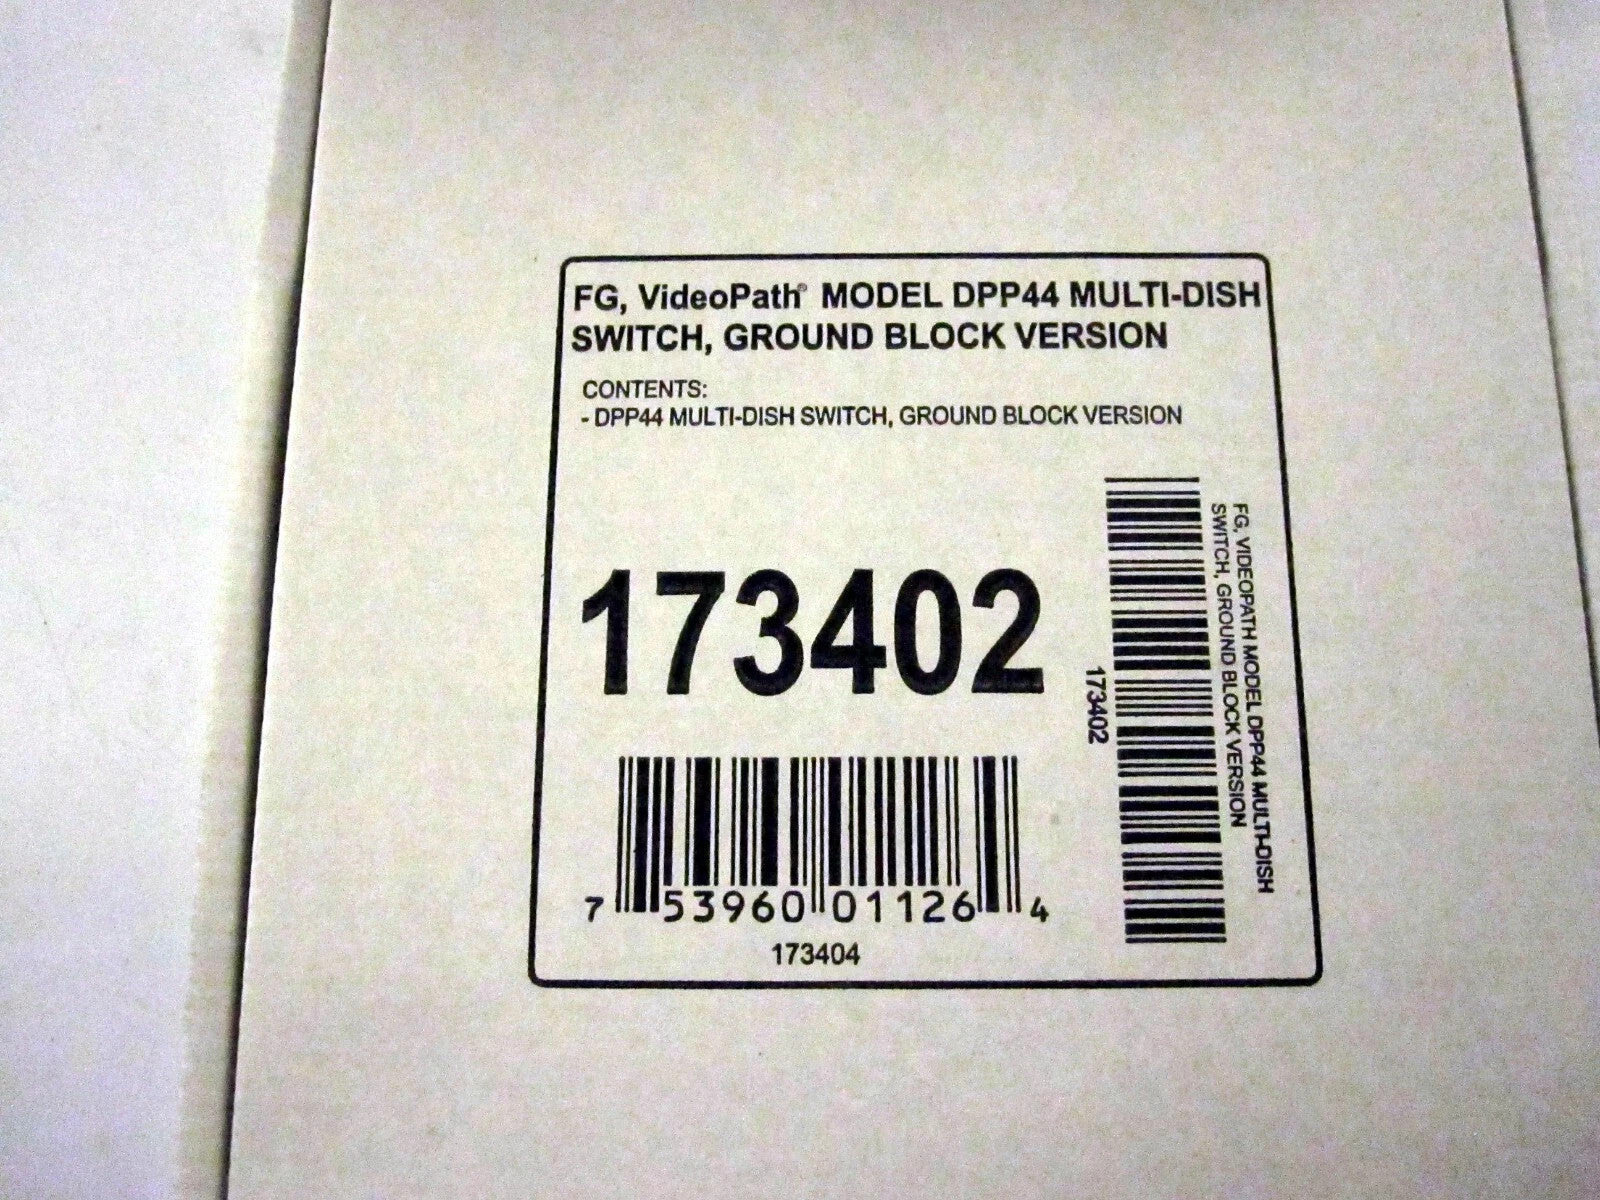 FG, VideoPath® MODEL DPP44 MULTI-DISH
SWITCH, GROUND BLOCK VERSION
CONTENTS:
- DPP44 MULTI-DISH SWITCH, GROUND BLOCK VERSION
173402
7 53960 01126 4
173404
173402
FG, VIDEOPATH MODEL DPP44 MULTI-DISH
SWITCH, GROUND BLOCK VERSION